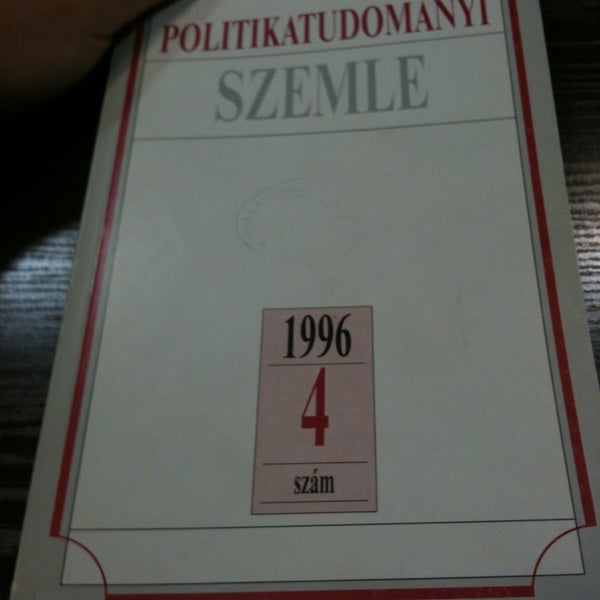 POLITIKATUDOMÁNYI
SZEMLE
1996
4
szám